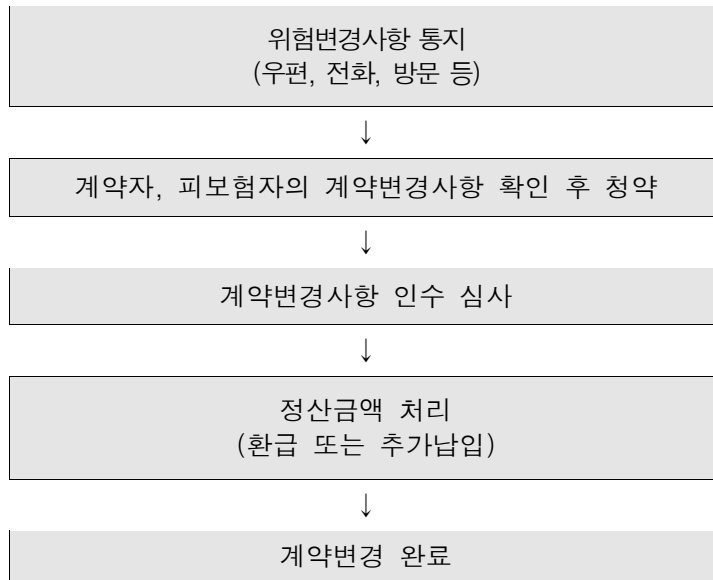 위험변경사항 통지
(우편, 전화, 방문 등)
↓
계약자, 피보험자의 계약변경사항 확인 후 청약
↓
계약변경사항 인수 심사
↓
정산금액 처리
(환급 또는 추가납입)
↓
계약변경 완료